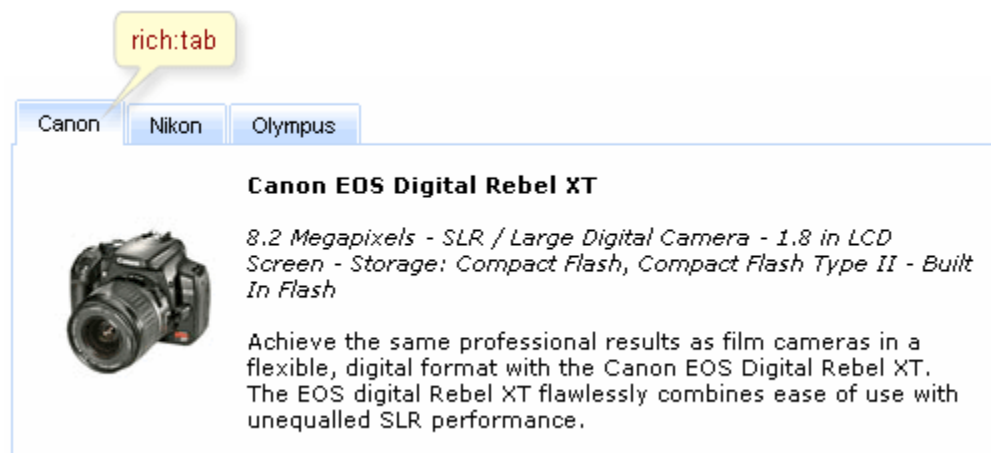 rich:tab
Canon Nikon Olympus
Canon EOS Digital Rebel XT
8.2 Megapixels - SLR / Large Digital Camera - 1.8 in LCD
Screen - Storage: Compact Flash, Compact Flash Type II - Built
In Flash
Achieve the same professional results as film cameras in a
flexible, digital format with the Canon EOS Digital Rebel XT.
The EOS digital Rebel XT flawlessly combines ease of use with
unequalled SLR performance.